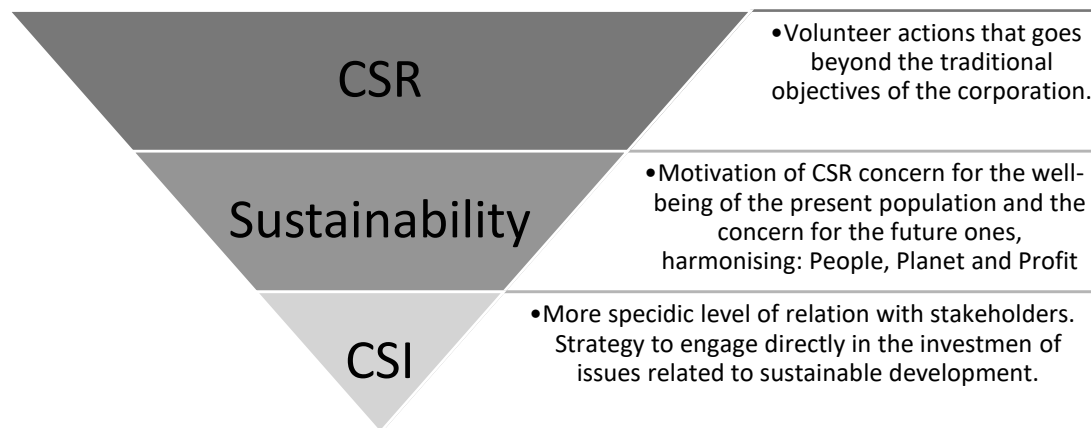 CSR
•Volunteer actions that goes
beyond the traditional
objectives of the corporation.
Sustainability
•Motivation of CSR concern for the well-
being of the present population and the
concern for the future ones,
harmonising: People, Planet and Profit
CSI
•More specidic level of relation with stakeholders.
Strategy to engage directly in the investmen of
issues related to sustainable development.